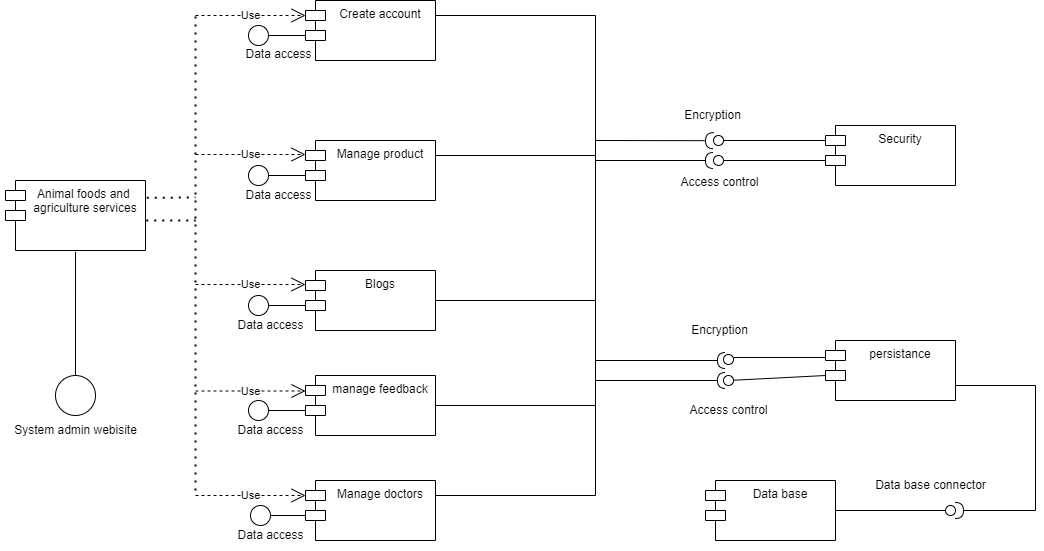 Use
Create account
Data access
Encryption
Security
Use
Manage product
Access control
Data access
Animal foods and
agriculture services
Use
Blogs
Data access
Encryption
persistance
Use
manage feedback
Access control
System admin webisite
Data access
Use
Manage doctors
Data base
Data base connector
Data access